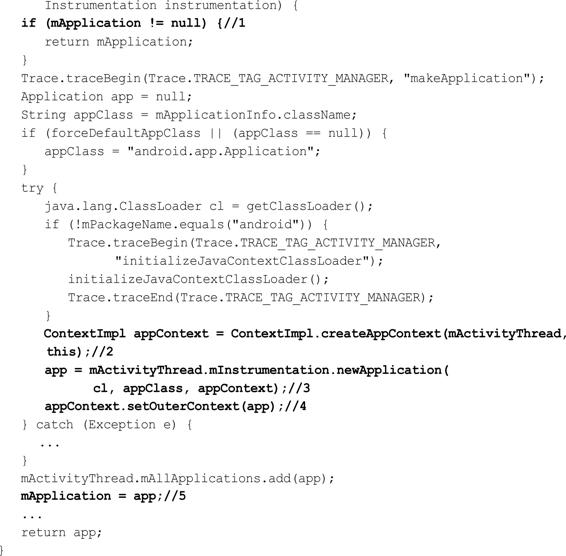 Instrumentation instrumentation) {
if (mApplication != null) {//1
return mApplication;
}
Trace.traceBegin(Trace.TRACE_TAG_ACTIVITY_MANAGER, "makeApplication");
Application app = null;
String appClass = mApplicationInfo.className;
if (forceDefaultAppClass || (appClass == null)) {
appClass = "android.app.Application";
}
try {
java.lang.ClassLoader cl = getClassLoader();
if (!mPackageName.equals("android")) {
Trace.traceBegin(Trace.TRACE_TAG_ACTIVITY_MANAGER,
"initializeJavaContextClassLoader");
initializeJavaContextClassLoader();
Trace.traceEnd(Trace.TRACE_TAG_ACTIVITY_MANAGER);
}
ContextImpl appContext = ContextImpl.createAppContext(mActivityThread,
this);//2
app = mActivityThread.mInstrumentation.newApplication(
cl, appClass, appContext);//3
appContext.setOuterContext(app);//4
} catch (Exception e) {
...
}
mActivityThread.mAllApplications.add(app);
mApplication = app;//5
...
return app;
}